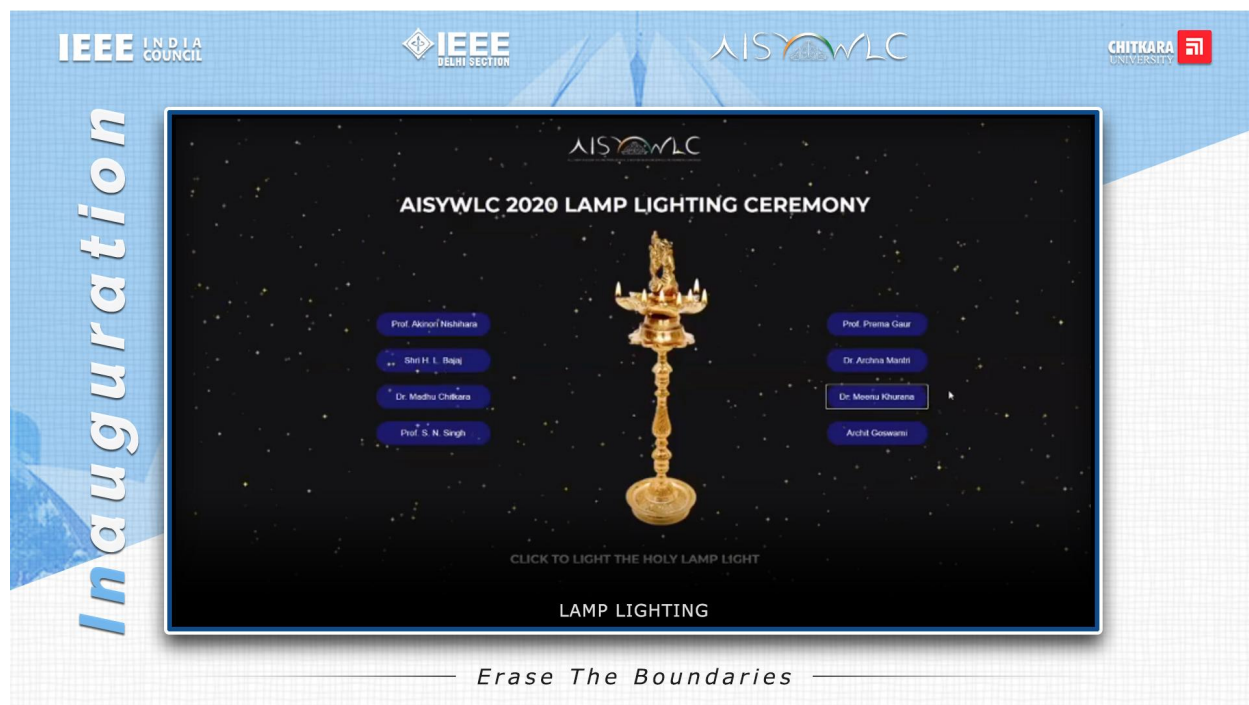 IEEE INDIA COUNCIL
IEEE DELHI SECTION
AISYWLC
CHITKARA UNIVERSITY
Inauguration
AISYWLC
AISYWLC 2020 LAMP LIGHTING CEREMONY
Prof. Akinori Nishihara
Shri H. L. Bajaj
Dr. Madhu Chitkara
Prof. S. N. Singh
Prof. Prerna Gaur
Dr. Archna Mantri
Dr. Meenu Khurana
Archit Goswami
CLICK TO LIGHT THE HOLY LAMP LIGHT
LAMP LIGHTING
Erase The Boundaries